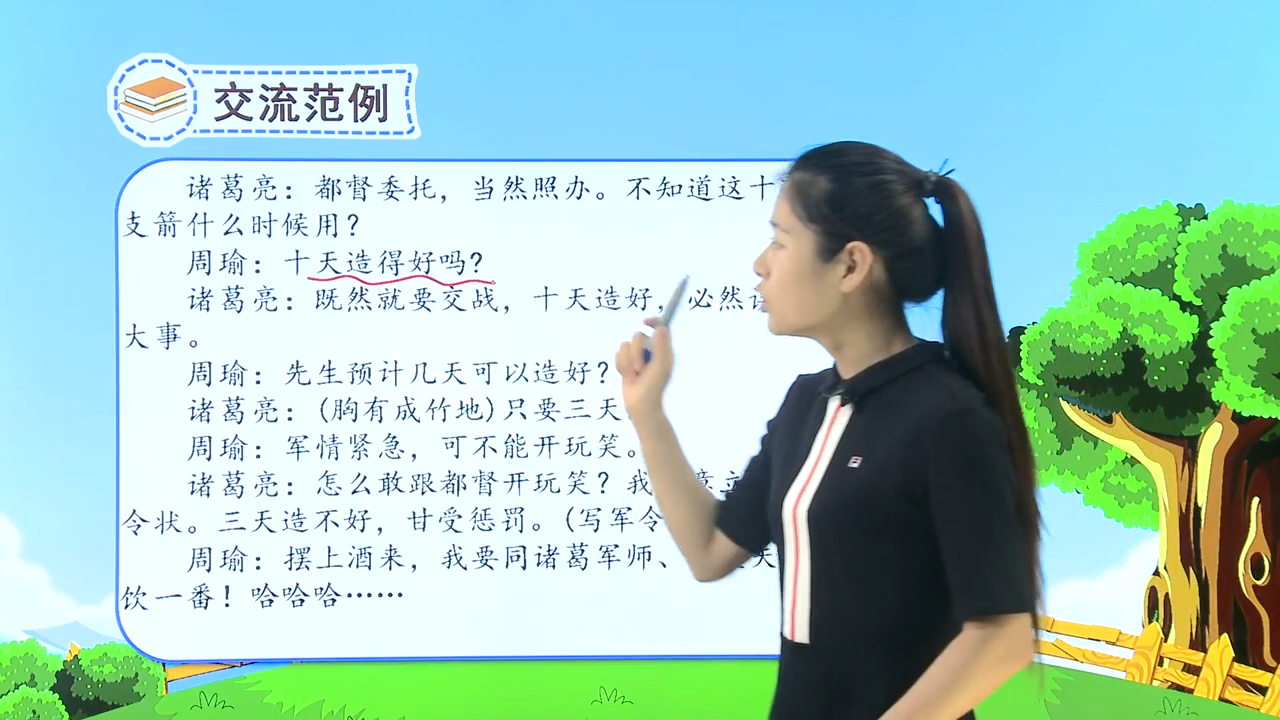 交流范例
诸葛亮：都督委托，当然照办。不知道这十
支箭什么时候用？
周瑜：十天造得好吗？
诸葛亮：既然就要交战，十天造好，必然
大事。
周瑜：先生预计几天可以造好？
诸葛亮：(胸有成竹地)只要三天
周瑜：军情紧急，可不能开玩笑。
诸葛亮：怎么敢跟都督开玩笑？我 立
令状。三天造不好，甘受惩罚。(写军令
周瑜：摆上酒来，我要同诸葛军师、
饮一番！哈哈哈……